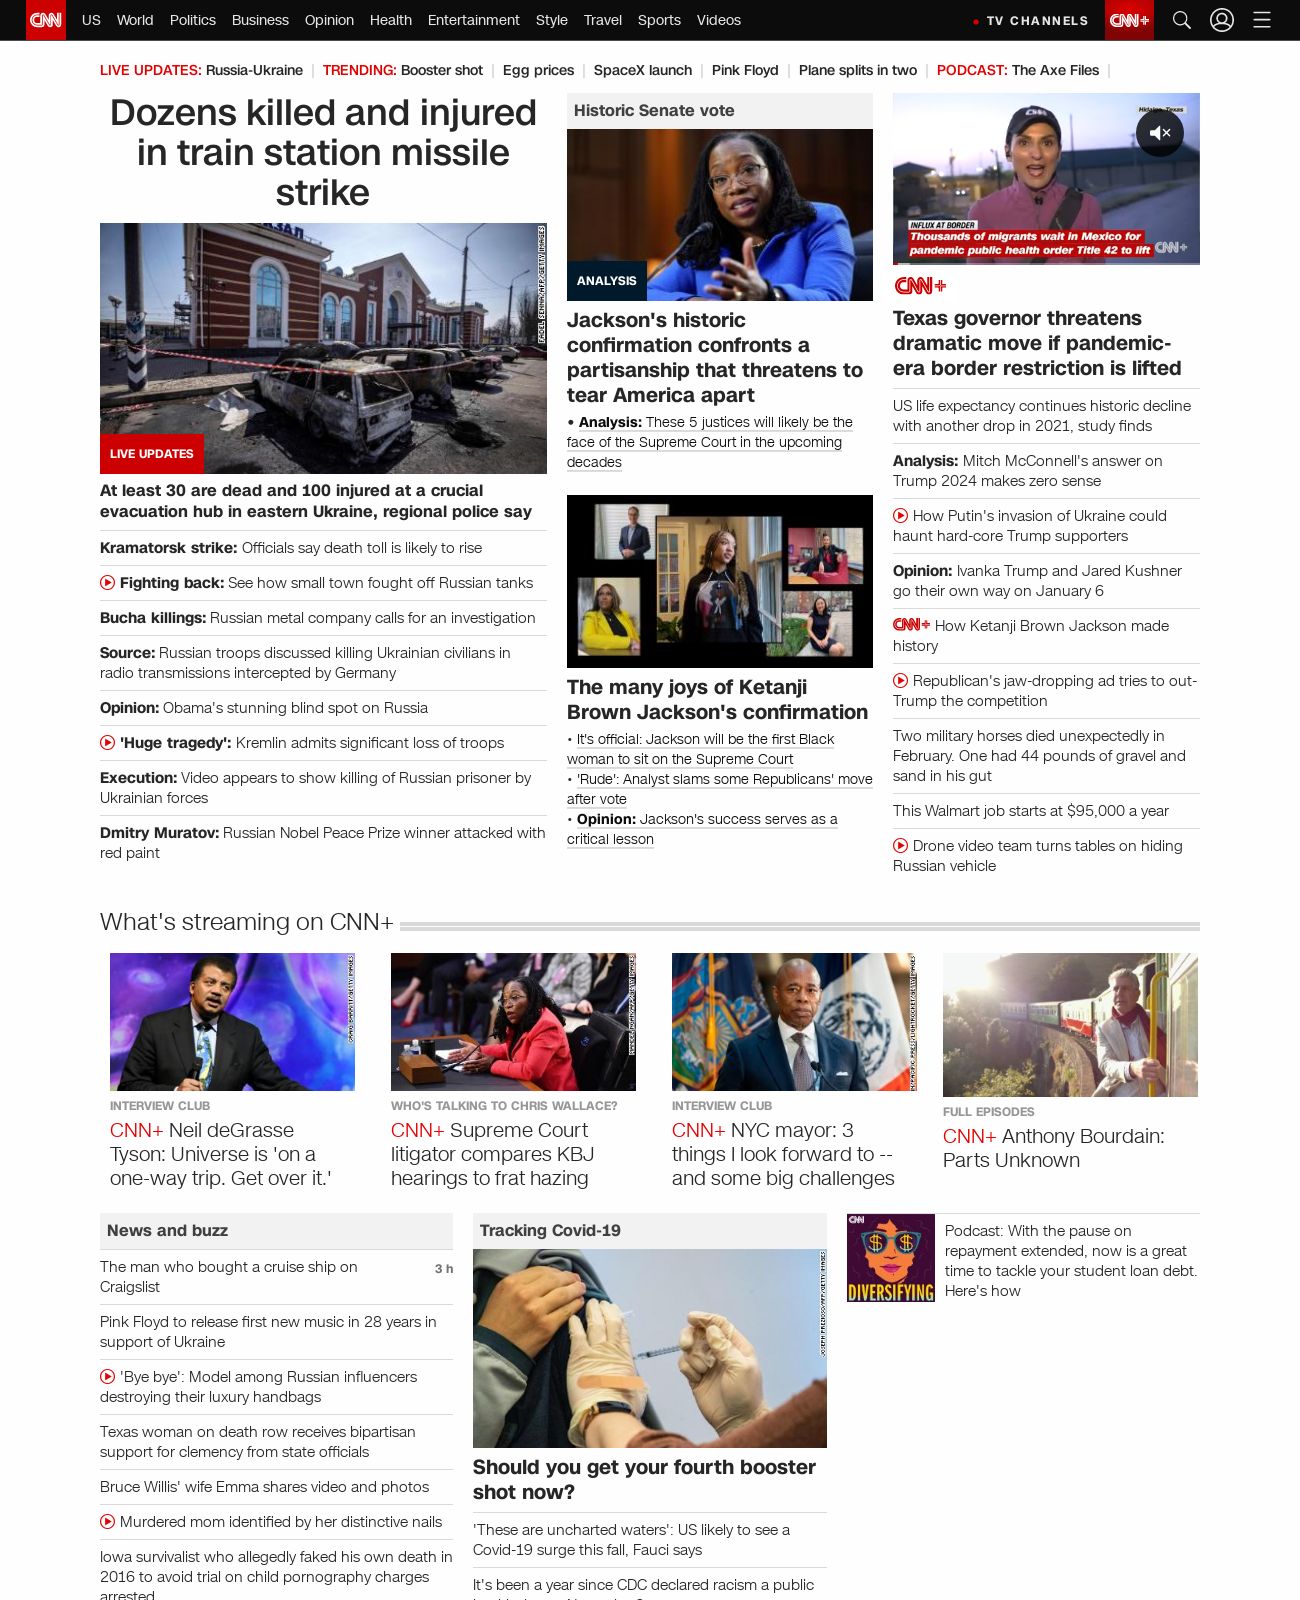 CNN
US World Politics Business Opinion Health Entertainment Style Travel Sports Videos
TV CHANNELS
CNN+
LIVE UPDATES: Russia-Ukraine
TRENDING: Booster shot
Egg prices
SpaceX launch
Pink Floyd
Plane splits in two
PODCAST: The Axe Files
Dozens killed and injured
in train station missile
strike
FADEL SENNA/AFP/GETTY IMAGES
LIVE UPDATES
At least 30 are dead and 100 injured at a crucial
evacuation hub in eastern Ukraine, regional police say
Kramatorsk strike: Officials say death toll is likely to rise
Fighting back: See how small town fought off Russian tanks
Bucha killings: Russian metal company calls for an investigation
Source: Russian troops discussed killing Ukrainian civilians in
radio transmissions intercepted by Germany
Opinion: Obama's stunning blind spot on Russia
'Huge tragedy': Kremlin admits significant loss of troops
Execution: Video appears to show killing of Russian prisoner by
Ukrainian forces
Dmitry Muratov: Russian Nobel Peace Prize winner attacked with
red paint
Historic Senate vote
ANALYSIS
Jackson's historic
confirmation confronts a
partisanship that threatens to
tear America apart
• Analysis: These 5 justices will likely be the
face of the Supreme Court in the upcoming
decades
The many joys of Ketanji
Brown Jackson's confirmation
• It's official: Jackson will be the first Black
woman to sit on the Supreme Court
• 'Rude': Analyst slams some Republicans' move
after vote
• Opinion: Jackson's success serves as a
critical lesson
Hidalgo, Texas
INFLUX AT BORDER
Thousands of migrants wait in Mexico for
pandemic public health order Title 42 to lift
CNN+
CNN+
Texas governor threatens
dramatic move if pandemic-
era border restriction is lifted
US life expectancy continues historic decline
with another drop in 2021, study finds
Analysis: Mitch McConnell's answer on
Trump 2024 makes zero sense
How Putin's invasion of Ukraine could
haunt hard-core Trump supporters
Opinion: Ivanka Trump and Jared Kushner
go their own way on January 6
CNN+ How Ketanji Brown Jackson made
history
Republican's jaw-dropping ad tries to out-
Trump the competition
Two military horses died unexpectedly in
February. One had 44 pounds of gravel and
sand in his gut
This Walmart job starts at $95,000 a year
Drone video team turns tables on hiding
Russian vehicle
What's streaming on CNN+
INTERVIEW CLUB
CNN+ Neil deGrasse
Tyson: Universe is 'on a
one-way trip. Get over it.'
WHO'S TALKING TO CHRIS WALLACE?
CNN+ Supreme Court
litigator compares KBJ
hearings to frat hazing
INTERVIEW CLUB
CNN+ NYC mayor: 3
things I look forward to --
and some big challenges
FULL EPISODES
CNN+ Anthony Bourdain:
Parts Unknown
News and buzz
The man who bought a cruise ship on
Craigslist
3 h
Pink Floyd to release first new music in 28 years in
support of Ukraine
'Bye bye': Model among Russian influencers
destroying their luxury handbags
Texas woman on death row receives bipartisan
support for clemency from state officials
Bruce Willis' wife Emma shares video and photos
Murdered mom identified by her distinctive nails
Iowa survivalist who allegedly faked his own death in
2016 to avoid trial on child pornography charges
arrested
Tracking Covid-19
JOSEPH PREZIOSO/AFP/GETTY IMAGES
Should you get your fourth booster
shot now?
'These are uncharted waters': US likely to see a
Covid-19 surge this fall, Fauci says
It's been a year since CDC declared racism a public
CNN
DIVERSIFYING
Podcast: With the pause on
repayment extended, now is a great
time to tackle your student loan debt.
Here's how